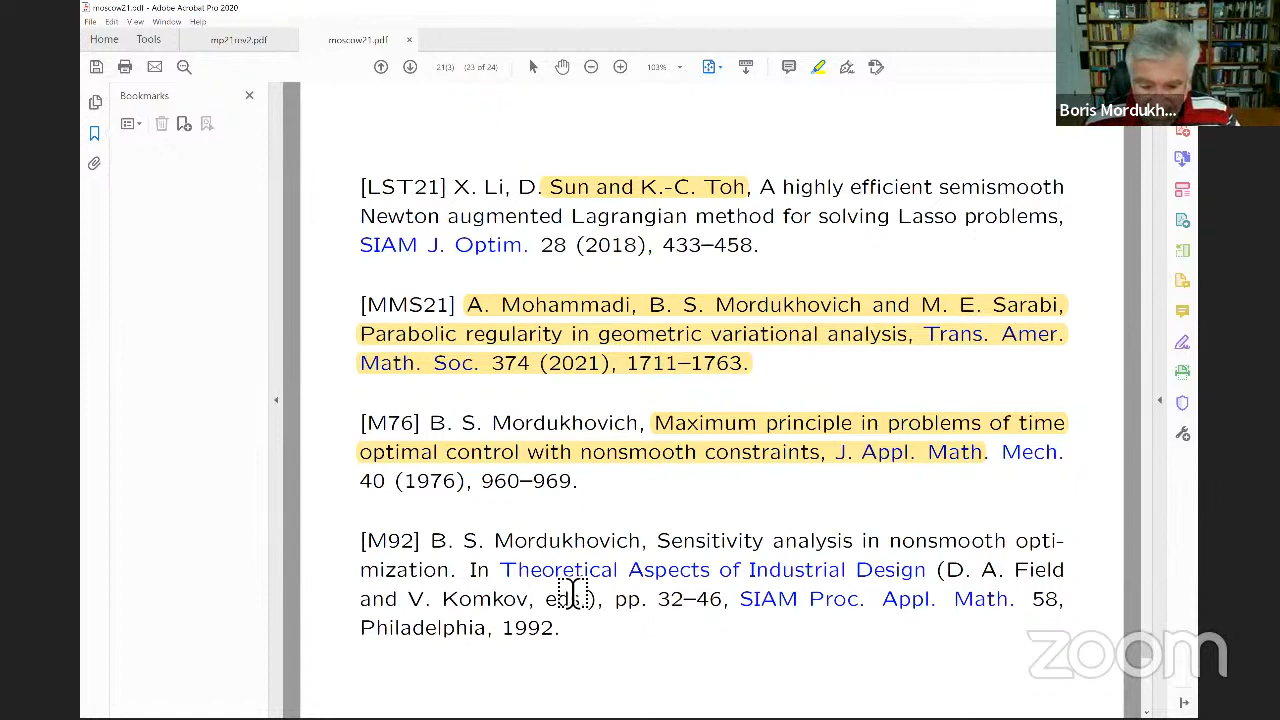 moscow21.pdf - Adobe Acrobat Pro 2020
File Edit View Window Help
Home Tools mp21rev2.pdf moscow21.pdf ×
21(3) (23 of 24) 103%
Bookmarks ×
Boris Mordukh...
[LST21] X. Li, D. Sun and K.-C. Toh, A highly efficient semismooth
Newton augmented Lagrangian method for solving Lasso problems,
SIAM J. Optim. 28 (2018), 433–458.
[MMS21] A. Mohammadi, B. S. Mordukhovich and M. E. Sarabi,
Parabolic regularity in geometric variational analysis, Trans. Amer.
Math. Soc. 374 (2021), 1711–1763.
[M76] B. S. Mordukhovich, Maximum principle in problems of time
optimal control with nonsmooth constraints, J. Appl. Math. Mech.
40 (1976), 960–969.
[M92] B. S. Mordukhovich, Sensitivity analysis in nonsmooth opti-
mization. In Theoretical Aspects of Industrial Design (D. A. Field
and V. Komkov, eds.), pp. 32–46, SIAM Proc. Appl. Math. 58,
Philadelphia, 1992.
zoom